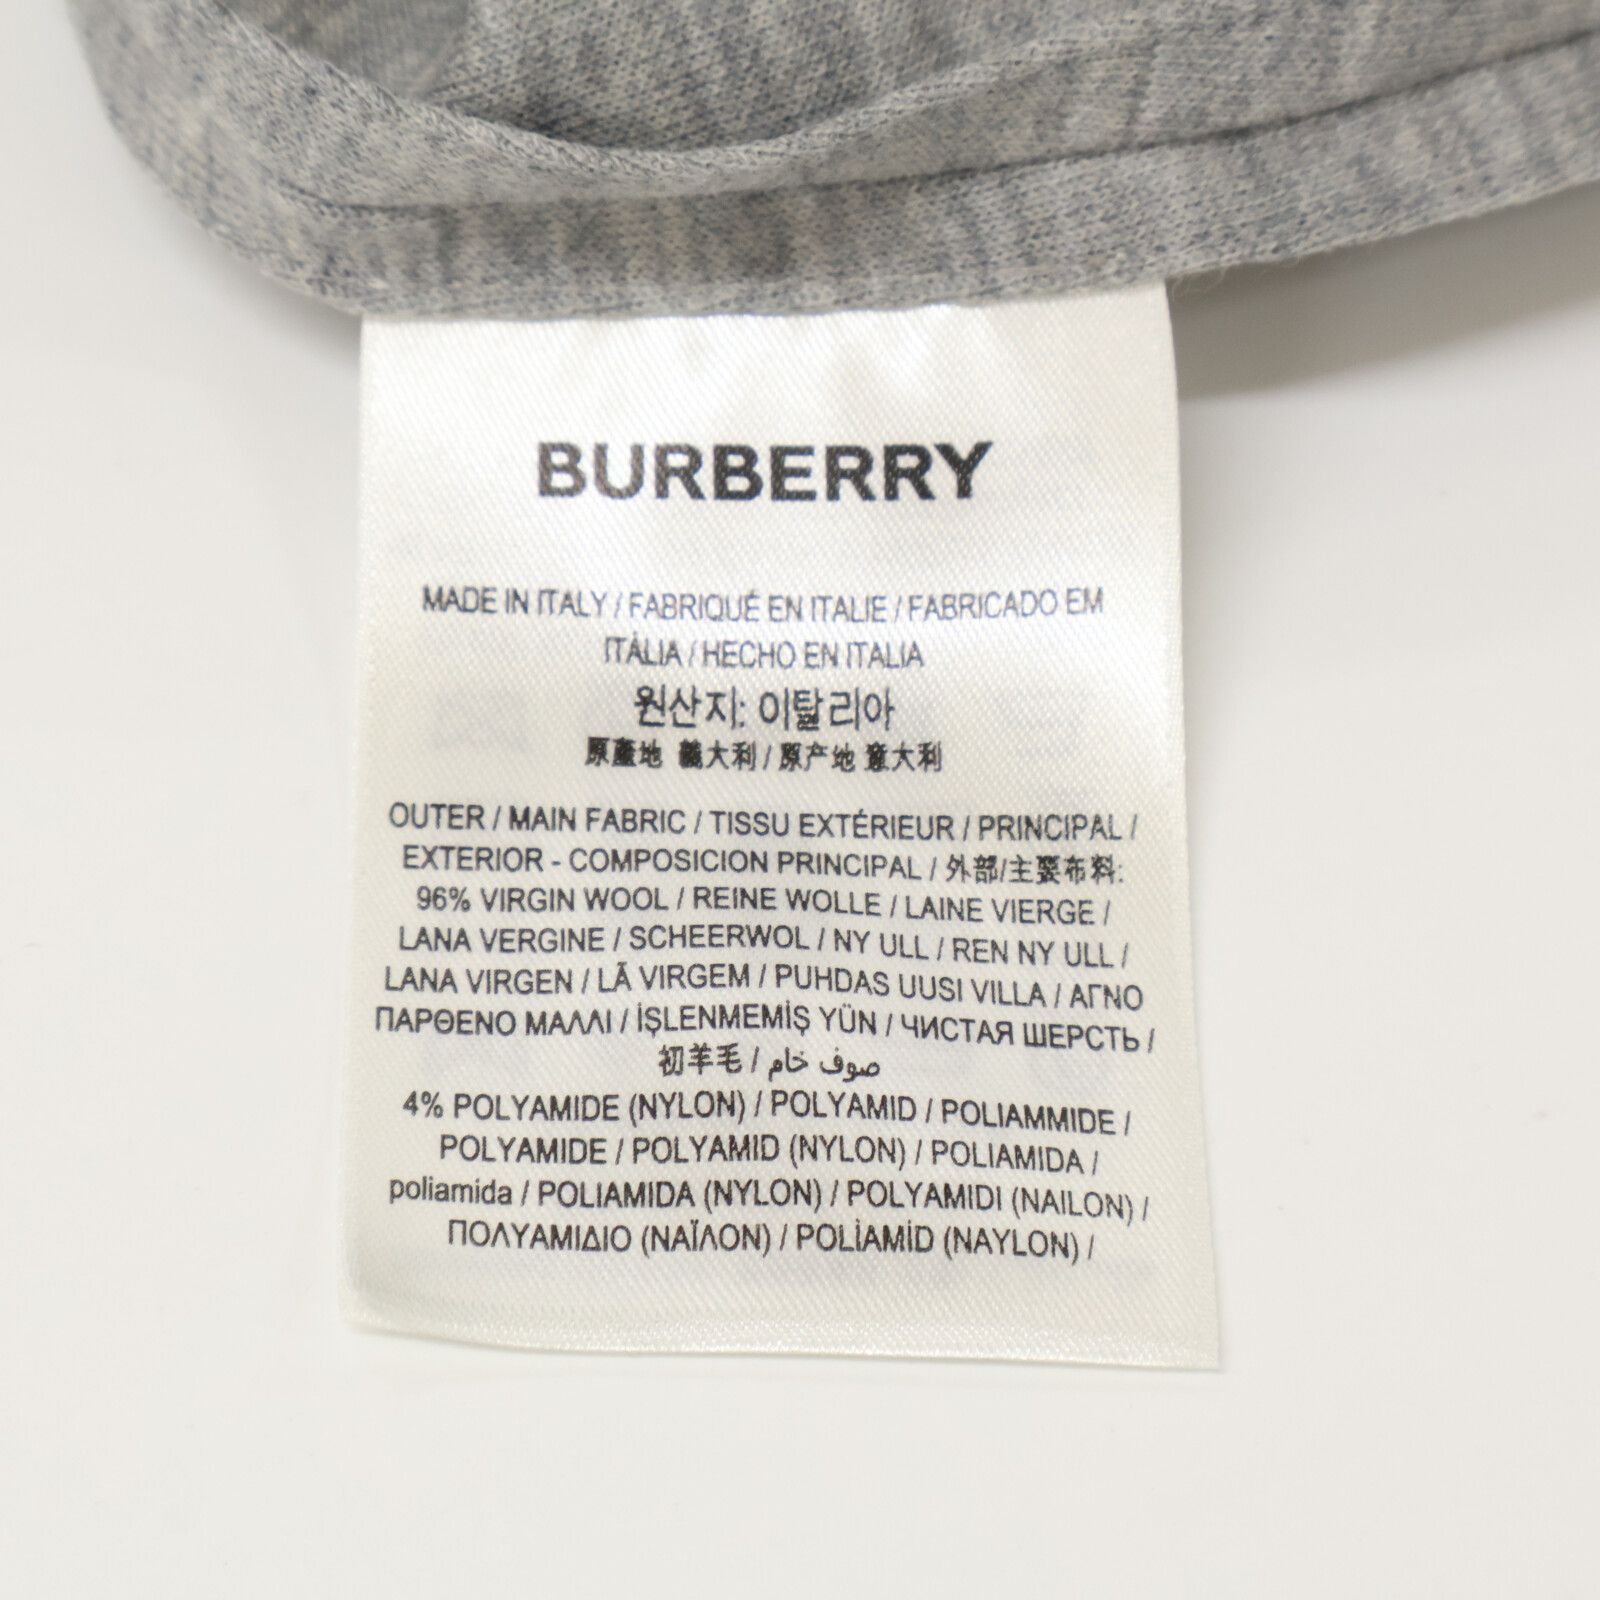 BURBERRY
MADE IN ITALY / FABRIQUÉ EN ITALIE / FABRICADO EM
ITÁLIA / HECHO EN ITALIA
원산지: 이탈리아
原產地 義大利 / 原产地 意大利
OUTER / MAIN FABRIC / TISSU EXTÉRIEUR / PRINCIPAL /
EXTERIOR - COMPOSICION PRINCIPAL / 外部/主要布料:
96% VIRGIN WOOL / REINE WOLLE / LAINE VIERGE /
LANA VERGINE / SCHEERWOL / NY ULL / REN NY ULL /
LANA VIRGEN / LÃ VIRGEM / PUHDAS UUSI VILLA / ΑΓΝΟ
ΠΑΡΘΕΝΟ ΜΑΛΛΙ / İŞLENMEMİŞ YÜN / ЧИСТАЯ ШЕРСТЬ /
初羊毛 / صوف خام
4% POLYAMIDE (NYLON) / POLYAMID / POLIAMMIDE /
POLYAMIDE / POLYAMID (NYLON) / POLIAMIDA /
poliamida / POLIAMIDA (NYLON) / POLYAMIDI (NAILON) /
ΠΟΛΥΑΜΙΔΙΟ (ΝΑΪΛΟΝ) / POLİAMİD (NAYLON) /